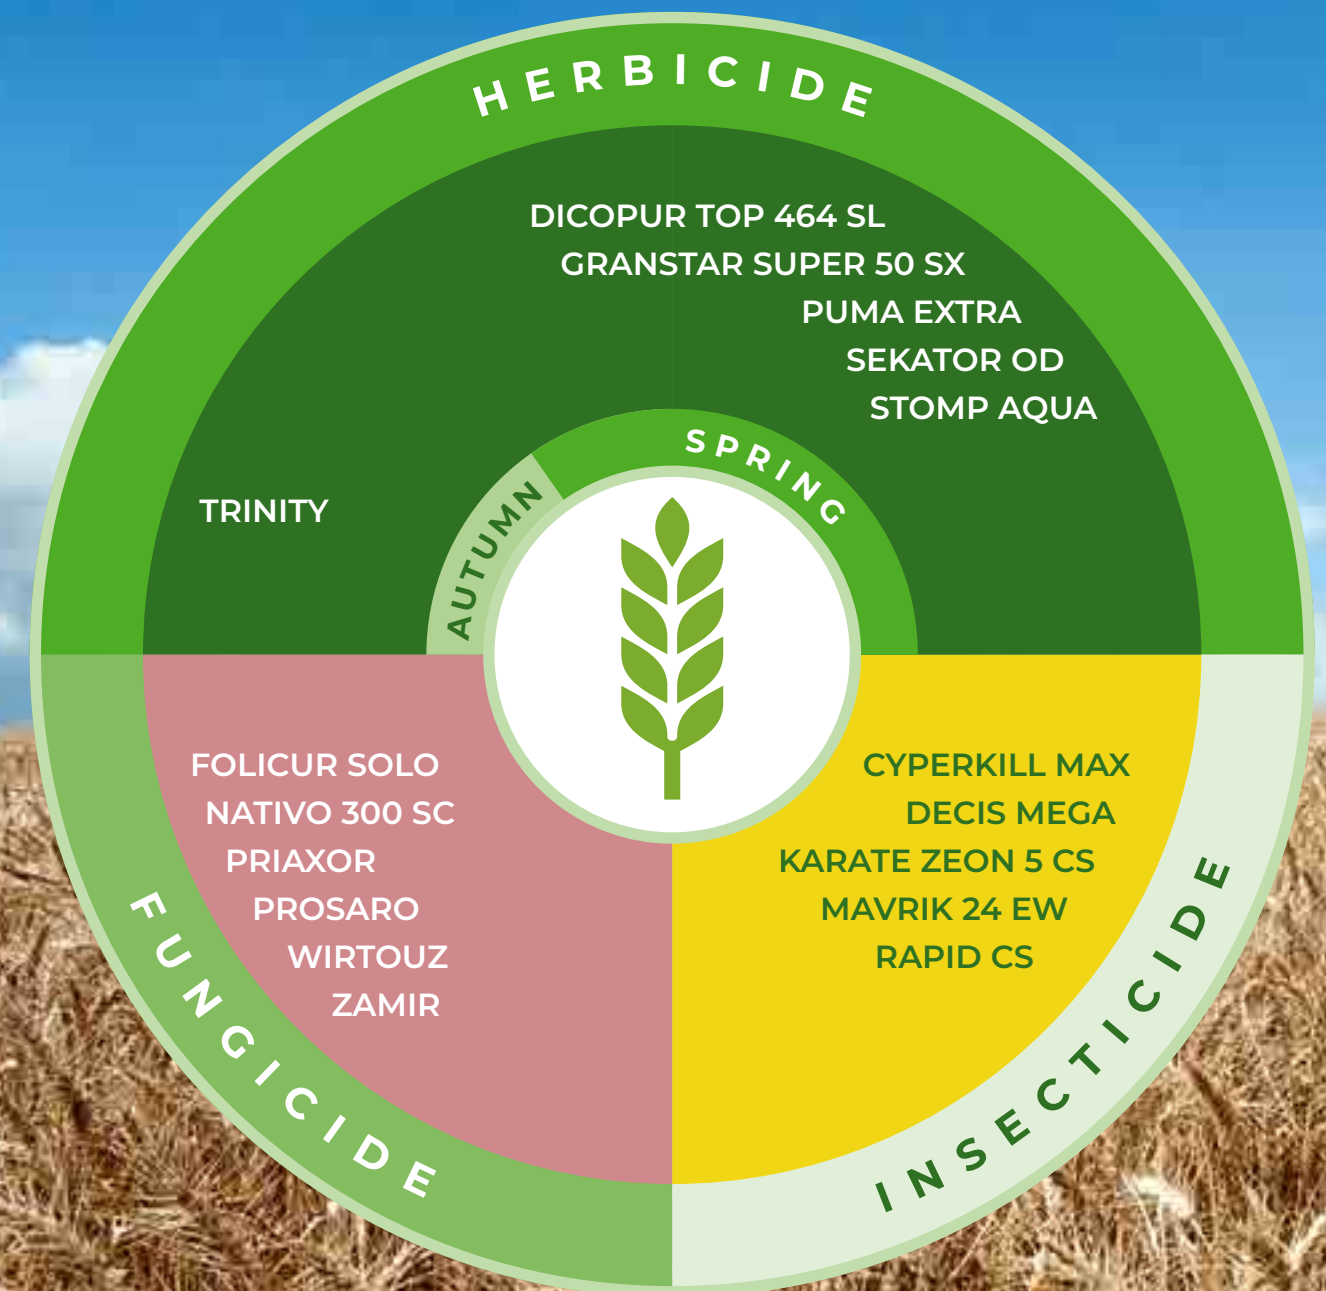 HERBICIDE
DICOPUR TOP 464 SL
GRANSTAR SUPER 50 SX
PUMA EXTRA
SEKATOR OD
STOMP AQUA
SPRING
AUTUMN
TRINITY
FOLICUR SOLO
NATIVO 300 SC
PRIAXOR
PROSARO
WIRTOUZ
ZAMIR
FUNGICIDE
CYPERKILL MAX
DECIS MEGA
KARATE ZEON 5 CS
MAVRIK 24 EW
RAPID CS
INSECTICIDE